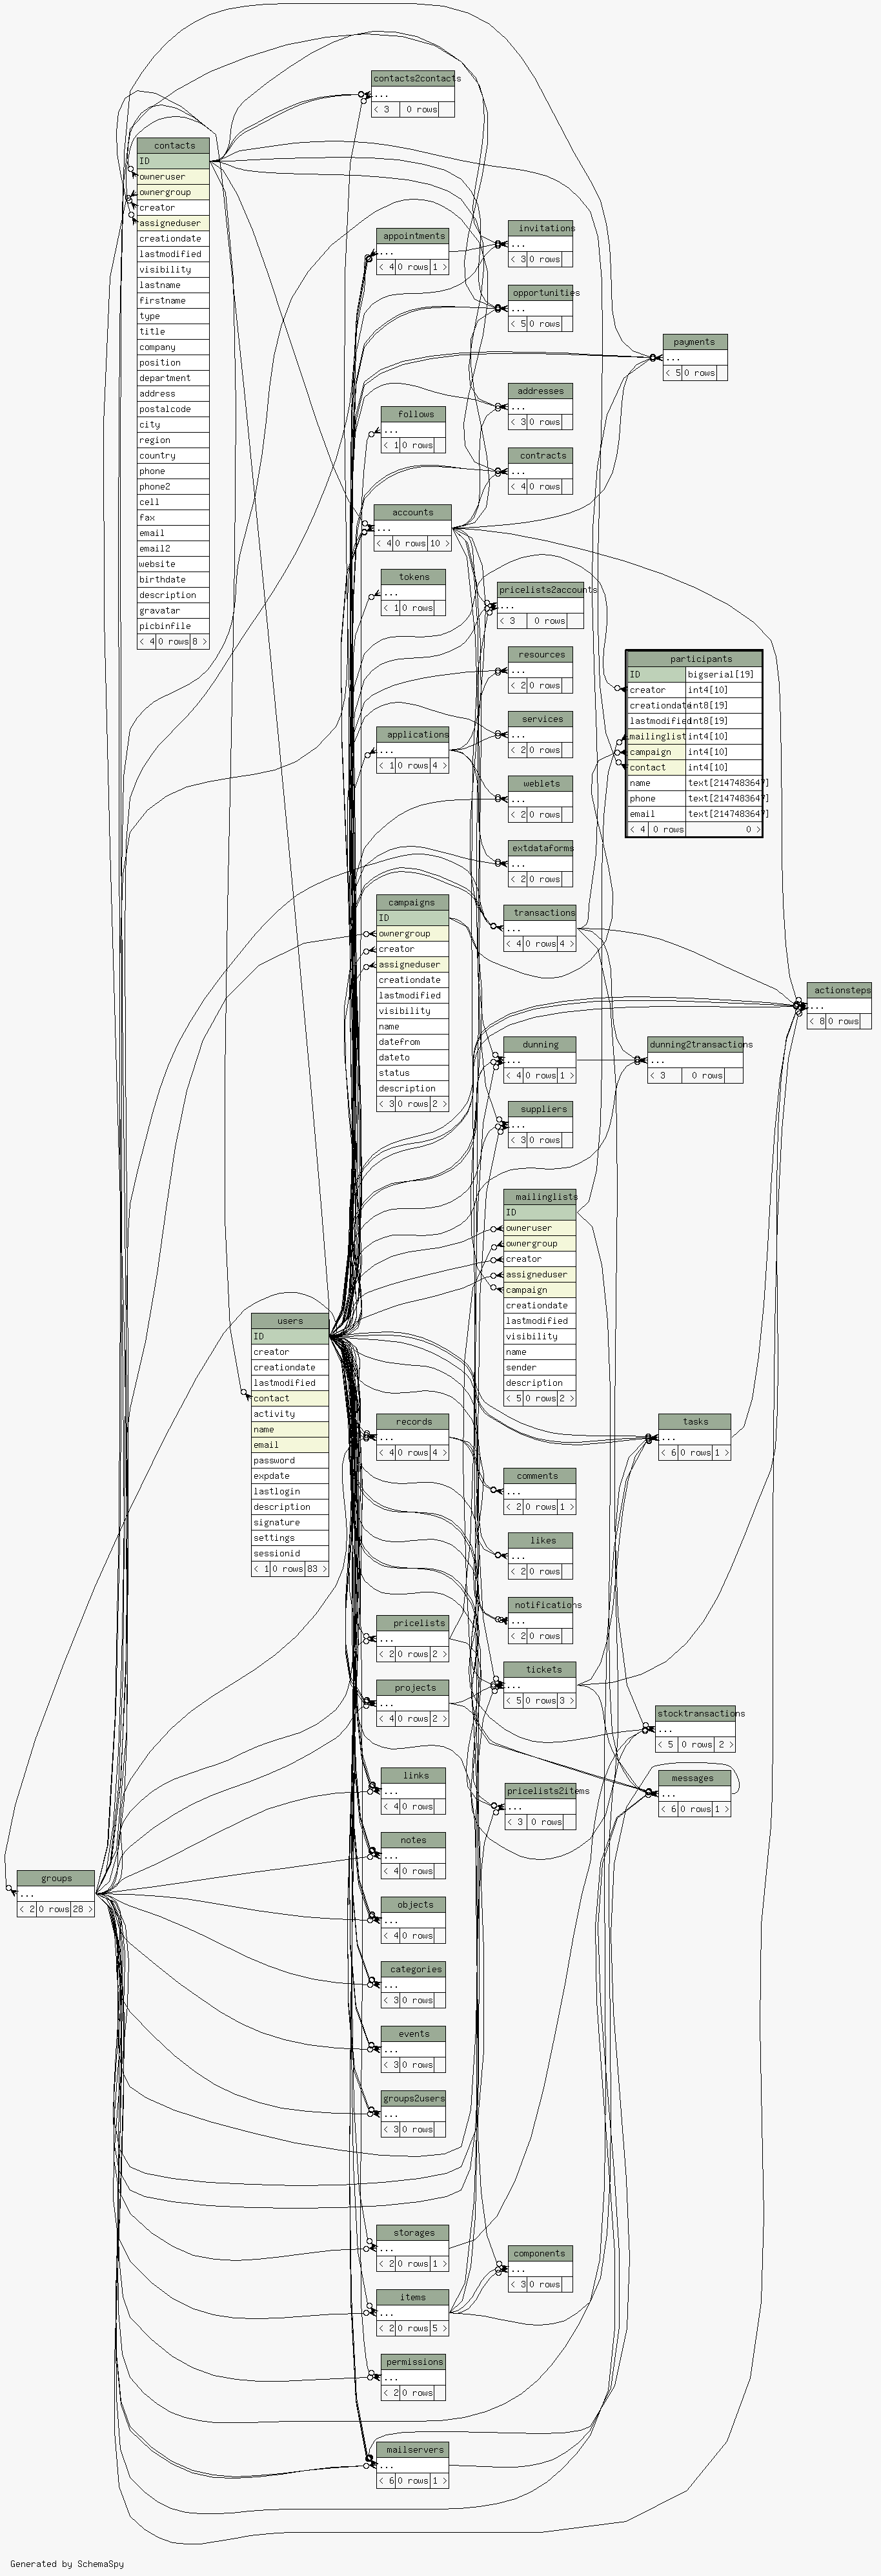 contacts2contacts
...
< 3 0 rows
contacts
ID
owneruser
ownergroup
creator
assigneduser
creationdate
lastmodified
visibility
lastname
firstname
type
title
company
position
department
address
postalcode
city
region
country
phone
phone2
cell
fax
email
email2
website
birthdate
description
gravatar
picbinfile
< 4 0 rows 8 >
appointments
...
< 4 0 rows 1 >
invitations
...
< 3 0 rows
opportunities
...
< 5 0 rows
payments
...
< 5 0 rows
addresses
...
< 3 0 rows
follows
...
< 1 0 rows
contracts
...
< 4 0 rows
accounts
...
< 4 0 rows 10 >
tokens
...
< 1 0 rows
pricelists2accounts
...
< 3 0 rows
resources
...
< 2 0 rows
participants
ID bigserial[19]
creator int4[10]
creationdate int8[19]
lastmodified int8[19]
mailinglist int4[10]
campaign int4[10]
contact int4[10]
name text[2147483647]
phone text[2147483647]
email text[2147483647]
< 4 0 rows 0 >
services
...
< 2 0 rows
applications
...
< 1 0 rows 4 >
weblets
...
< 2 0 rows
extdataforms
...
< 2 0 rows
campaigns
ID
ownergroup
creator
assigneduser
creationdate
lastmodified
visibility
name
datefrom
dateto
status
description
< 3 0 rows 2 >
transactions
...
< 4 0 rows 4 >
actionsteps
...
< 8 0 rows
dunning
...
< 4 0 rows 1 >
dunning2transactions
...
< 3 0 rows
suppliers
...
< 3 0 rows
mailinglists
ID
owneruser
ownergroup
creator
assigneduser
campaign
creationdate
lastmodified
visibility
name
sender
description
< 5 0 rows 2 >
users
ID
creator
creationdate
lastmodified
contact
activity
name
email
password
expdate
lastlogin
description
signature
settings
sessionid
< 1 0 rows 83 >
records
...
< 4 0 rows 4 >
tasks
...
< 6 0 rows 1 >
comments
...
< 2 0 rows 1 >
likes
...
< 2 0 rows
notifications
...
< 2 0 rows
pricelists
...
< 2 0 rows 2 >
tickets
...
< 5 0 rows 3 >
projects
...
< 4 0 rows 2 >
stocktransactions
...
< 5 0 rows 2 >
links
...
< 4 0 rows
messages
...
< 6 0 rows 1 >
pricelists2items
...
< 3 0 rows
notes
...
< 4 0 rows
groups
...
< 2 0 rows 28 >
objects
...
< 4 0 rows
categories
...
< 3 0 rows
events
...
< 3 0 rows
groups2users
...
< 3 0 rows
storages
...
< 2 0 rows 1 >
components
...
< 3 0 rows
items
...
< 2 0 rows 5 >
permissions
...
< 2 0 rows
mailservers
...
< 6 0 rows 1 >
Generated by SchemaSpy